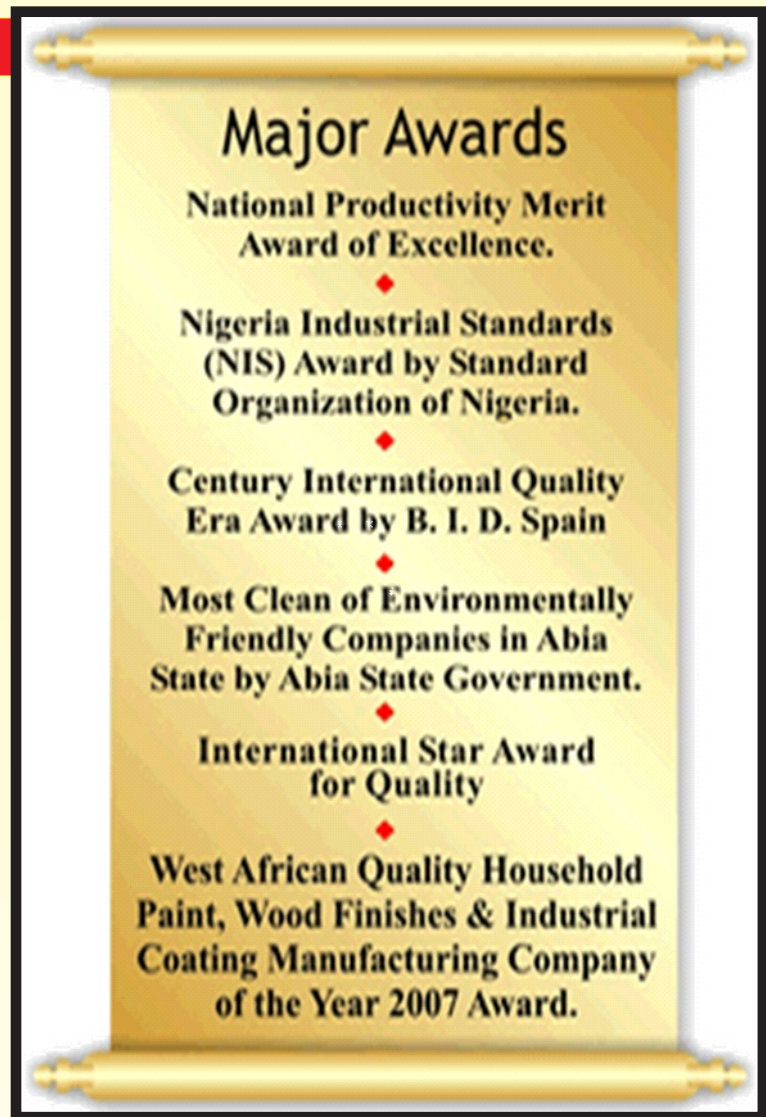 Major Awards
National Productivity Merit
Award of Excellence.
Nigeria Industrial Standards
(NIS) Award by Standard
Organization of Nigeria.
Century International Quality
Era Award by B. I. D. Spain
Most Clean of Environmentally
Friendly Companies in Abia
State by Abia State Government.
International Star Award
for Quality
West African Quality Household
Paint, Wood Finishes & Industrial
Coating Manufacturing Company
of the Year 2007 Award.